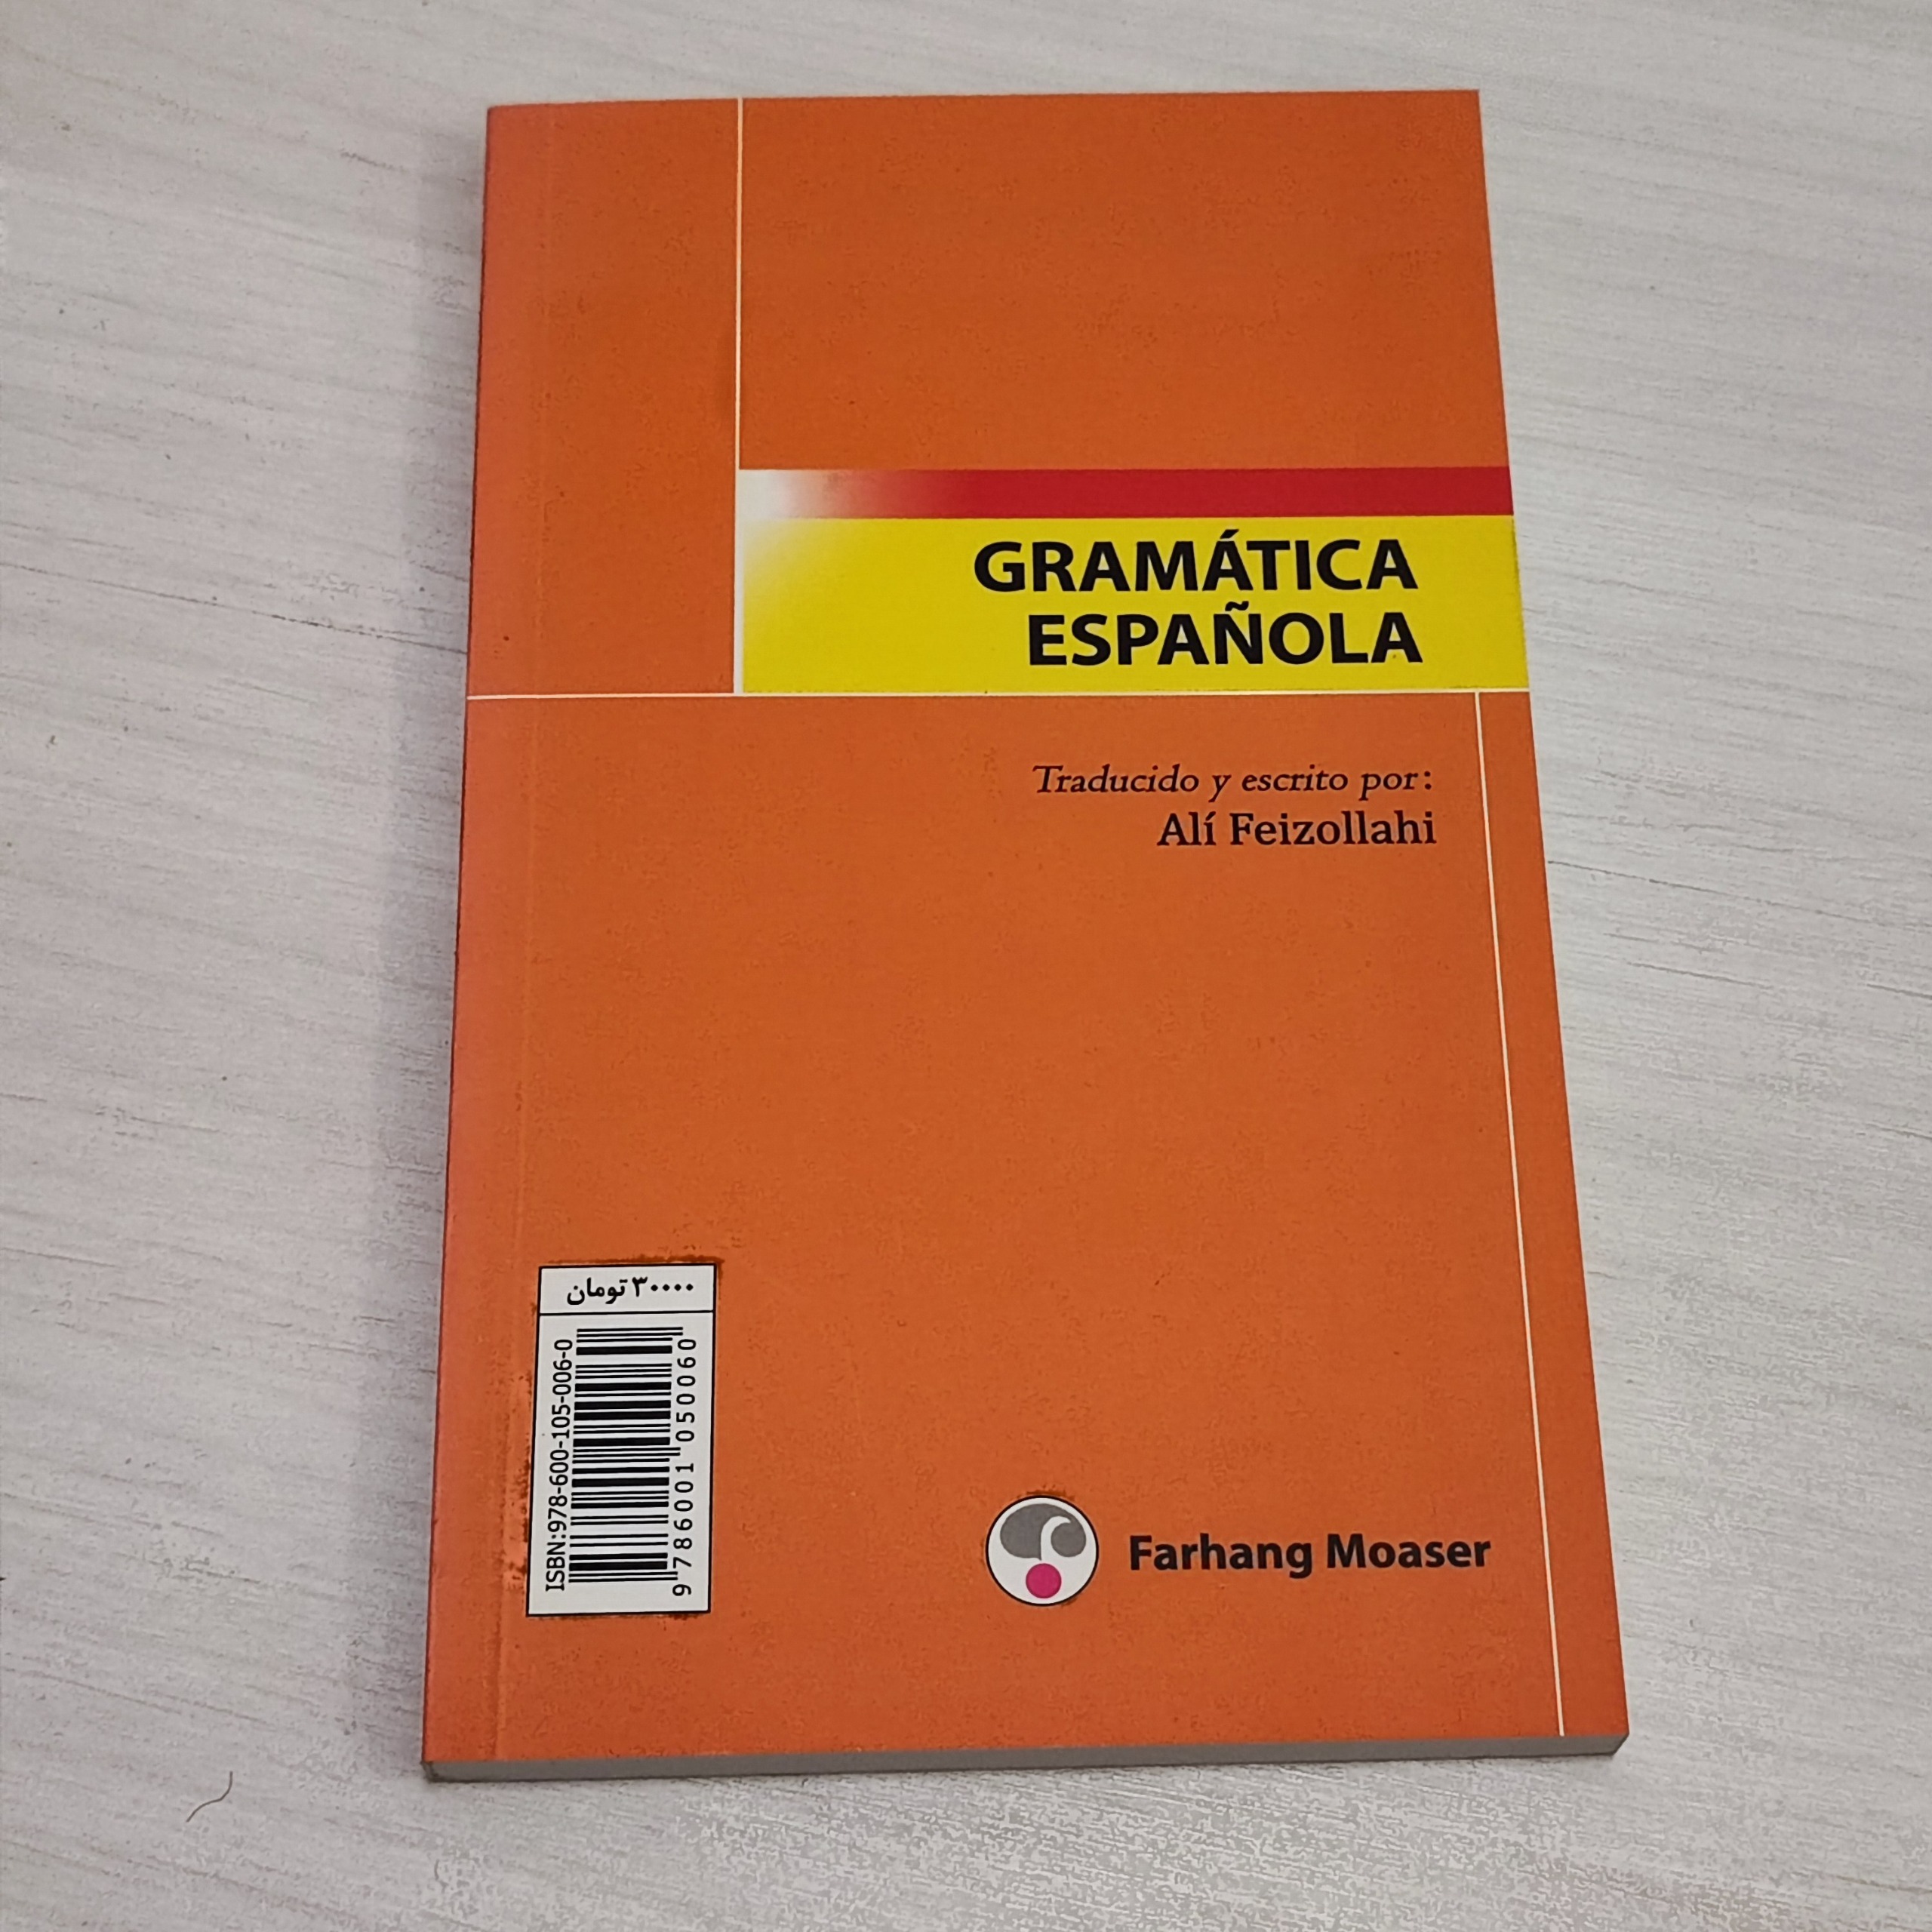 GRAMÁTICA
ESPAÑOLA
Traducido y escrito por:
Alí Feizollahi
۳۰۰۰۰ تومان
ISBN:978-600-105-006-0
9 786001 050060
Farhang Moaser